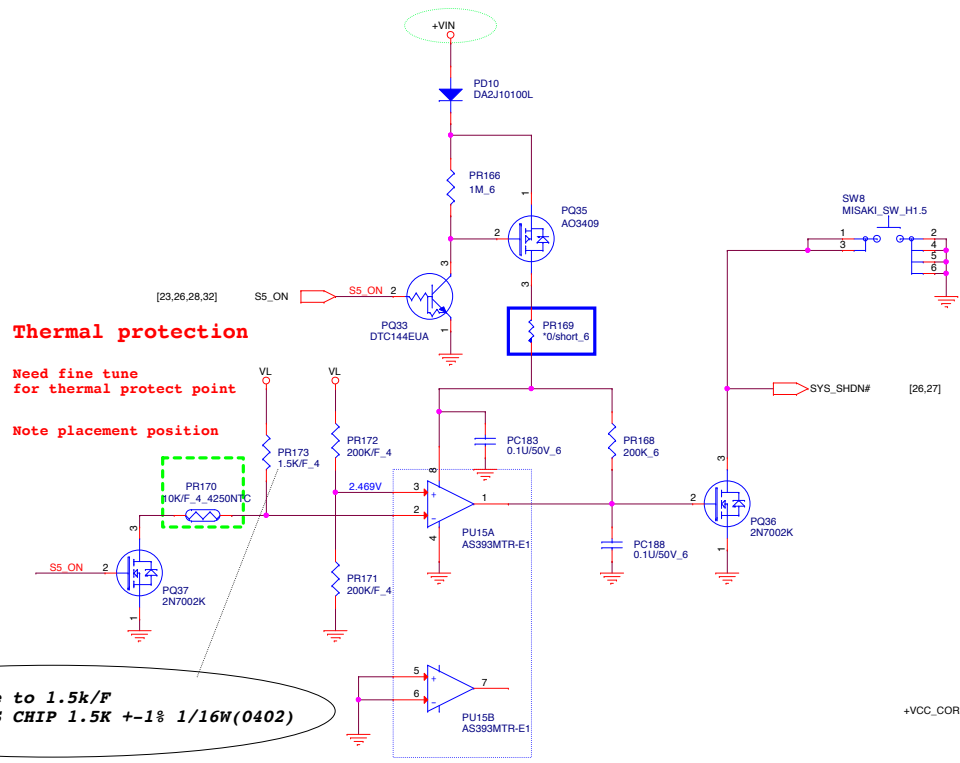 +VIN
PD10
DA2J10100L
PR166
1M_6
1
PQ35
AO3409
2
3
SW8
MISAKI_SW_H1.5
1
3
2
4
5
6
3
[23,26,28,32]
S5_ON
S5_ON
2
1
PQ33
DTC144EUA
PR169
*0/short_6
Thermal protection
Need fine tune
for thermal protect point
Note placement position
VL
VL
SYS_SHDN#
[26,27]
PR173
1.5K/F_4
PR172
200K/F_4
PC183
0.1U/50V_6
PR168
200K_6
PR170
10K/F_4_4250NTC
2.469V
8
3
+
2
-
1
4
PU15A
AS393MTR-E1
3
2
1
PQ36
2N7002K
PC188
0.1U/50V_6
3
S5_ON
2
1
PQ37
2N7002K
PR171
200K/F_4
5
+
6
-
7
PU15B
AS393MTR-E1
to 1.5k/F
CHIP 1.5K +-1% 1/16W(0402)
+VCC_COR